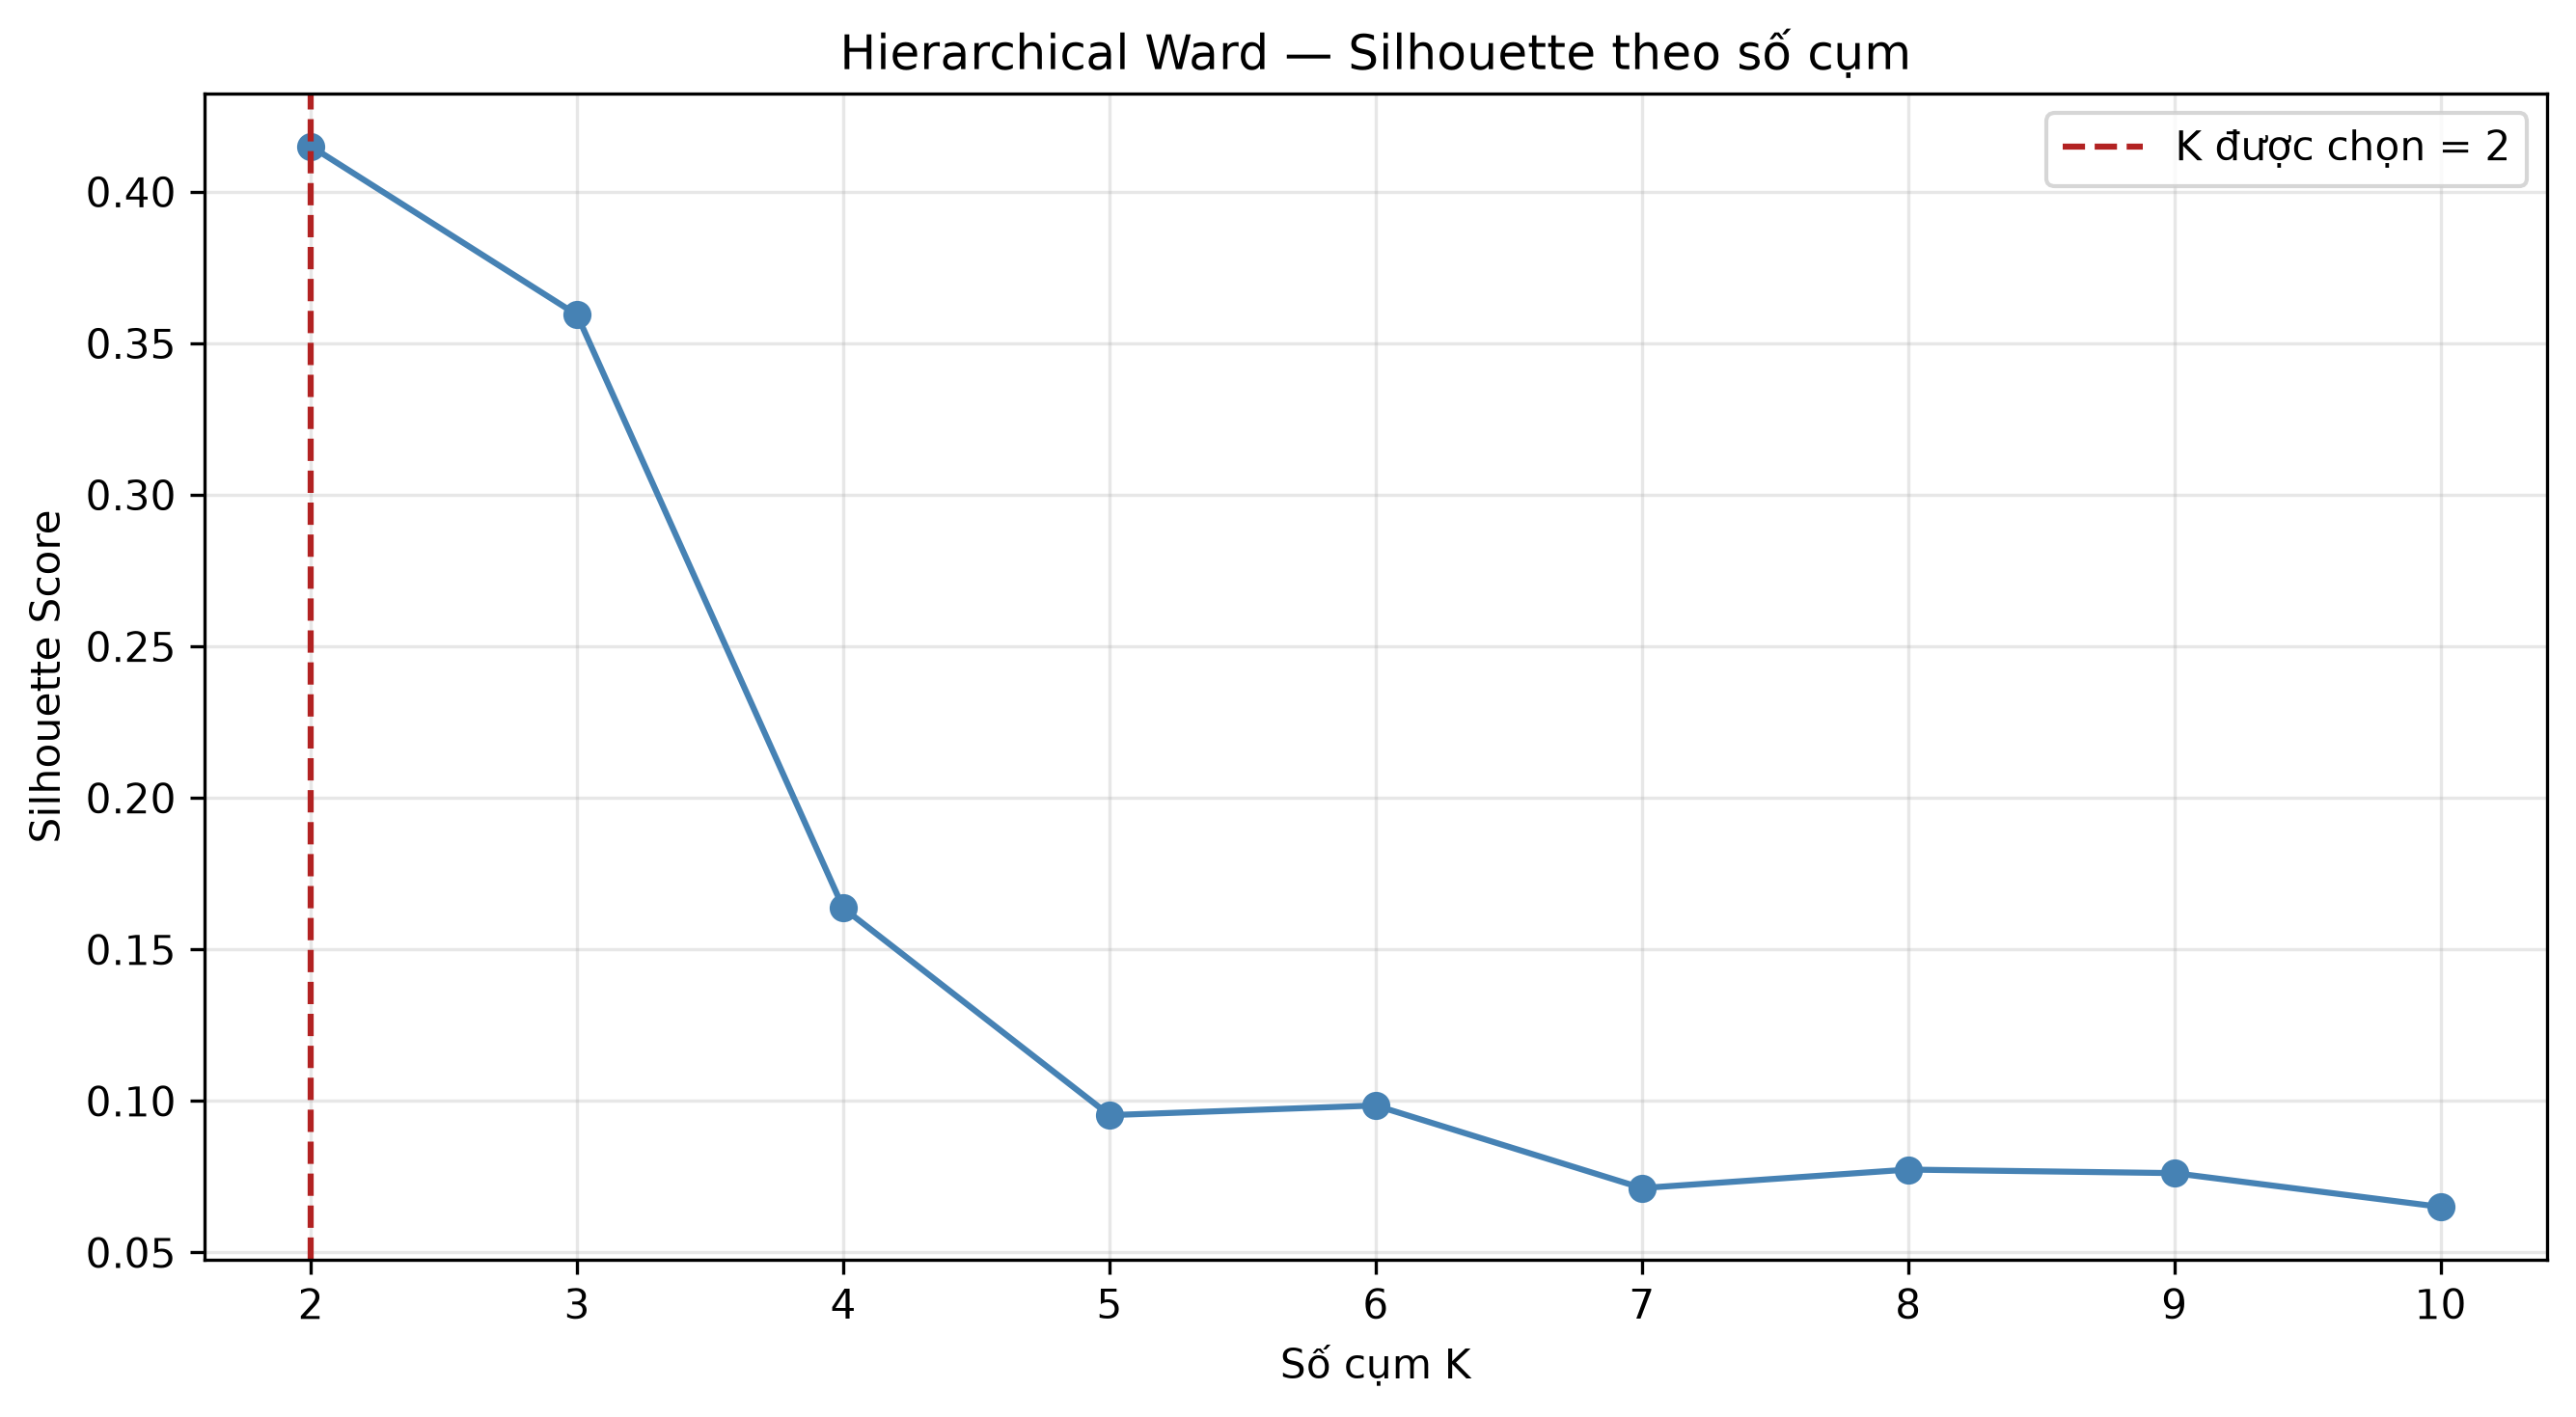 Hierarchical Ward — Silhouette theo số cụm
K được chọn = 2
Silhouette Score
0.40
0.35
0.30
0.25
0.20
0.15
0.10
0.05
2 3 4 5 6 7 8 9 10
Số cụm K